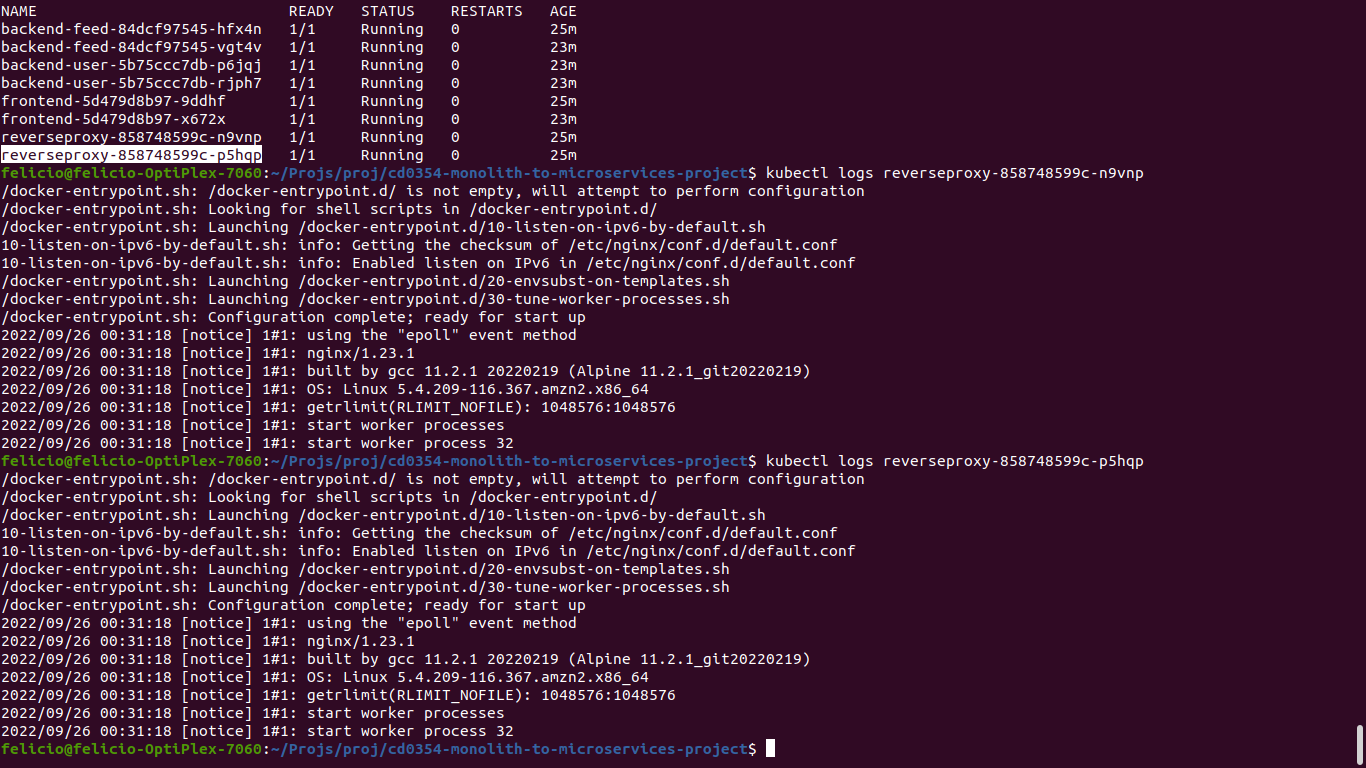 NAME READY STATUS RESTARTS AGE
backend-feed-84dcf97545-hfx4n 1/1 Running 0 25m
backend-feed-84dcf97545-vgt4v 1/1 Running 0 23m
backend-user-5b75ccc7db-p6jqj 1/1 Running 0 23m
backend-user-5b75ccc7db-rjph7 1/1 Running 0 23m
frontend-5d479d8b97-9ddhf 1/1 Running 0 25m
frontend-5d479d8b97-x672x 1/1 Running 0 23m
reverseproxy-858748599c-n9vnp 1/1 Running 0 25m
reverseproxy-858748599c-p5hqp 1/1 Running 0 25m
felicio@felicio-OptiPlex-7060:~/Projs/proj/cd0354-monolith-to-microservices-project$ kubectl logs reverseproxy-858748599c-n9vnp
/docker-entrypoint.sh: /docker-entrypoint.d/ is not empty, will attempt to perform configuration
/docker-entrypoint.sh: Looking for shell scripts in /docker-entrypoint.d/
/docker-entrypoint.sh: Launching /docker-entrypoint.d/10-listen-on-ipv6-by-default.sh
10-listen-on-ipv6-by-default.sh: info: Getting the checksum of /etc/nginx/conf.d/default.conf
10-listen-on-ipv6-by-default.sh: info: Enabled listen on IPv6 in /etc/nginx/conf.d/default.conf
/docker-entrypoint.sh: Launching /docker-entrypoint.d/20-envsubst-on-templates.sh
/docker-entrypoint.sh: Launching /docker-entrypoint.d/30-tune-worker-processes.sh
/docker-entrypoint.sh: Configuration complete; ready for start up
2022/09/26 00:31:18 [notice] 1#1: using the "epoll" event method
2022/09/26 00:31:18 [notice] 1#1: nginx/1.23.1
2022/09/26 00:31:18 [notice] 1#1: built by gcc 11.2.1 20220219 (Alpine 11.2.1_git20220219)
2022/09/26 00:31:18 [notice] 1#1: OS: Linux 5.4.209-116.367.amzn2.x86_64
2022/09/26 00:31:18 [notice] 1#1: getrlimit(RLIMIT_NOFILE): 1048576:1048576
2022/09/26 00:31:18 [notice] 1#1: start worker processes
2022/09/26 00:31:18 [notice] 1#1: start worker process 32
felicio@felicio-OptiPlex-7060:~/Projs/proj/cd0354-monolith-to-microservices-project$ kubectl logs reverseproxy-858748599c-p5hqp
/docker-entrypoint.sh: /docker-entrypoint.d/ is not empty, will attempt to perform configuration
/docker-entrypoint.sh: Looking for shell scripts in /docker-entrypoint.d/
/docker-entrypoint.sh: Launching /docker-entrypoint.d/10-listen-on-ipv6-by-default.sh
10-listen-on-ipv6-by-default.sh: info: Getting the checksum of /etc/nginx/conf.d/default.conf
10-listen-on-ipv6-by-default.sh: info: Enabled listen on IPv6 in /etc/nginx/conf.d/default.conf
/docker-entrypoint.sh: Launching /docker-entrypoint.d/20-envsubst-on-templates.sh
/docker-entrypoint.sh: Launching /docker-entrypoint.d/30-tune-worker-processes.sh
/docker-entrypoint.sh: Configuration complete; ready for start up
2022/09/26 00:31:18 [notice] 1#1: using the "epoll" event method
2022/09/26 00:31:18 [notice] 1#1: nginx/1.23.1
2022/09/26 00:31:18 [notice] 1#1: built by gcc 11.2.1 20220219 (Alpine 11.2.1_git20220219)
2022/09/26 00:31:18 [notice] 1#1: OS: Linux 5.4.209-116.367.amzn2.x86_64
2022/09/26 00:31:18 [notice] 1#1: getrlimit(RLIMIT_NOFILE): 1048576:1048576
2022/09/26 00:31:18 [notice] 1#1: start worker processes
2022/09/26 00:31:18 [notice] 1#1: start worker process 32
felicio@felicio-OptiPlex-7060:~/Projs/proj/cd0354-monolith-to-microservices-project$